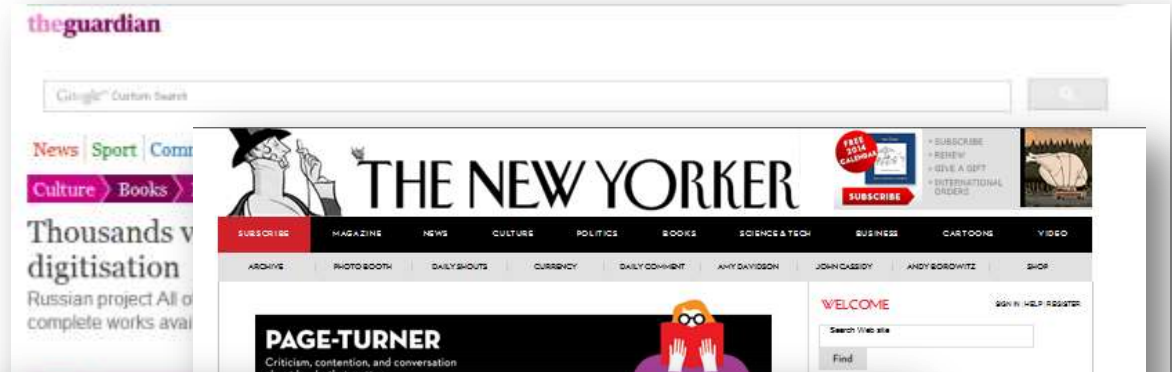 theguardian
Google™ Custom Search
News Sport Comm
Culture Books
Thousands v
digitisation
Russian project All o
complete works avai
THE NEW YORKER
FREE
2014
CALENDAR
SUBSCRIBE
• SUBSCRIBE
• RENEW
• GIVE A GIFT
• INTERNATIONAL
ORDERS
SUBSCRIBE MAGAZINE NEWS CULTURE POLITICS BOOKS SCIENCE & TECH BUSINESS CARTOONS VIDEO
ARCHIVE PHOTO BOOTH DAILY SHOUTS CURRENCY DAILY COMMENT AMY DAVIDSON JOHN CASSIDY ANDY BOROWITZ SHOP
WELCOME SIGN IN HELP REGISTER
Search Web site
Find
PAGE-TURNER
Criticism, contention, and conversation